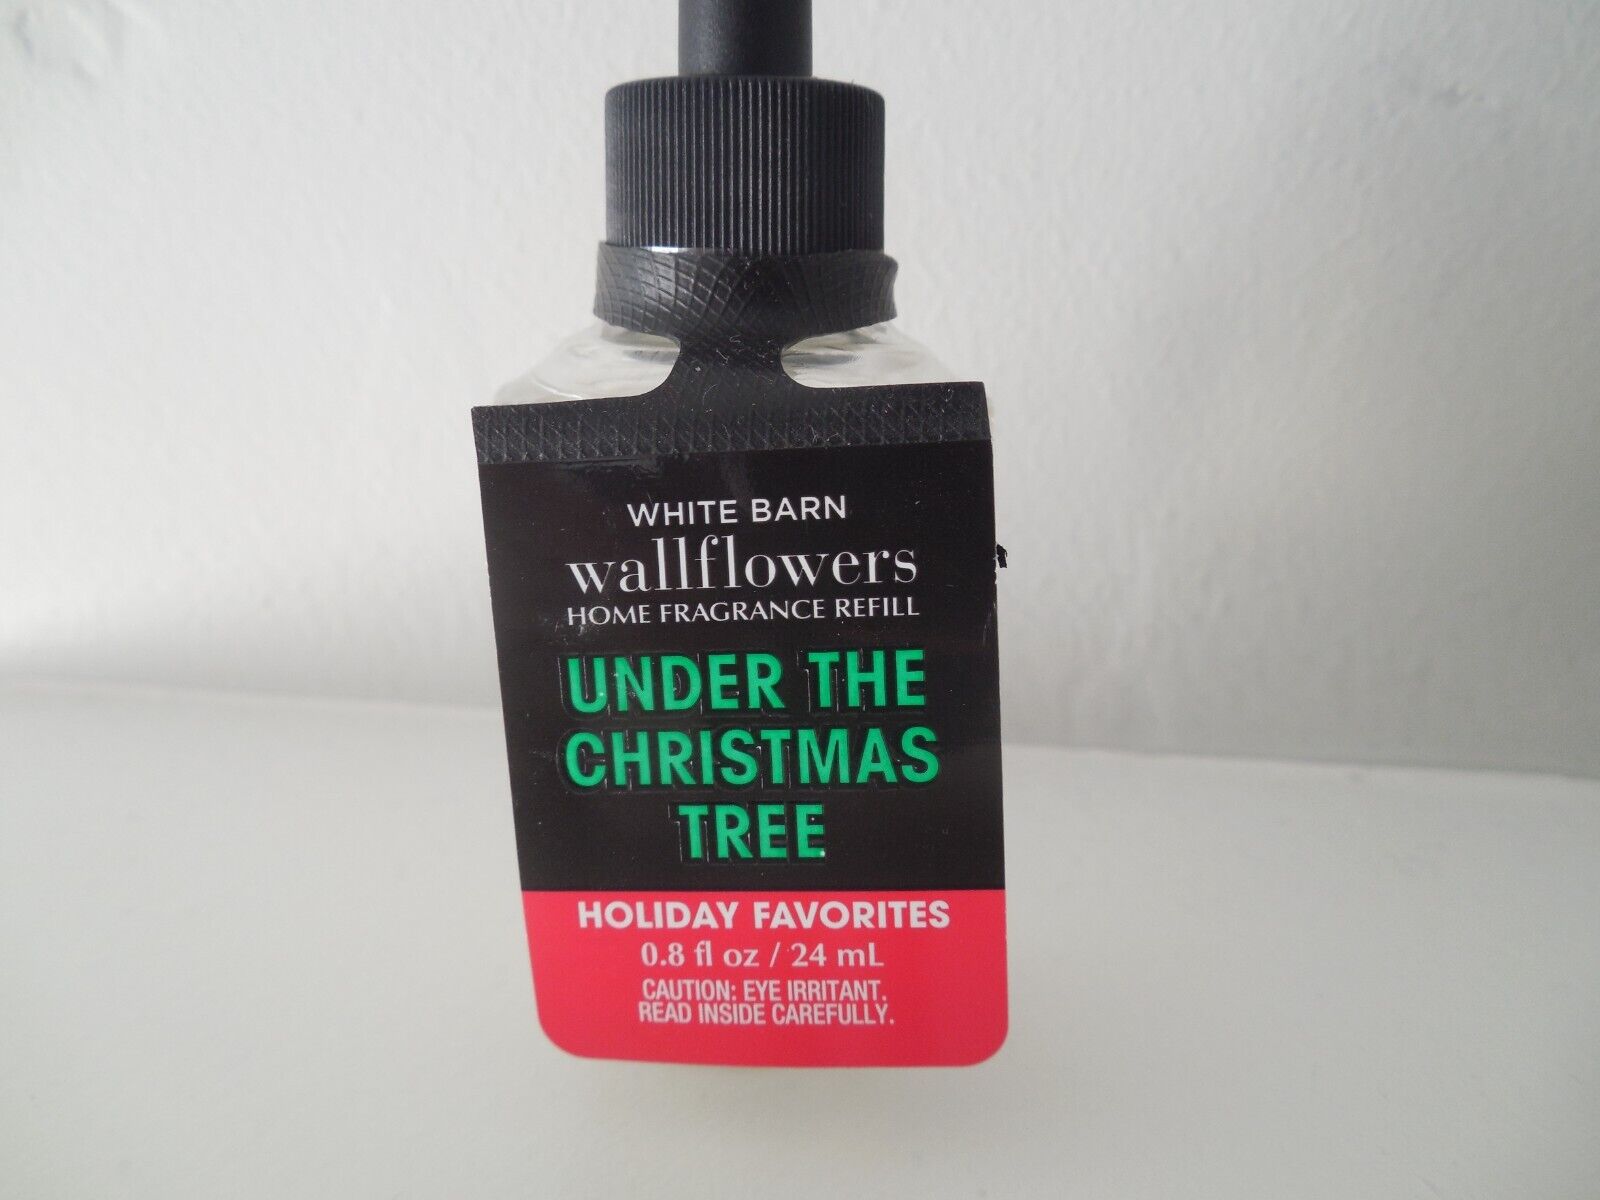 WHITE BARN
wallflowers
HOME FRAGRANCE REFILL
UNDER THE
CHRISTMAS
TREE
HOLIDAY FAVORITES
0.8 fl oz / 24 mL
CAUTION: EYE IRRITANT.
READ INSIDE CAREFULLY.